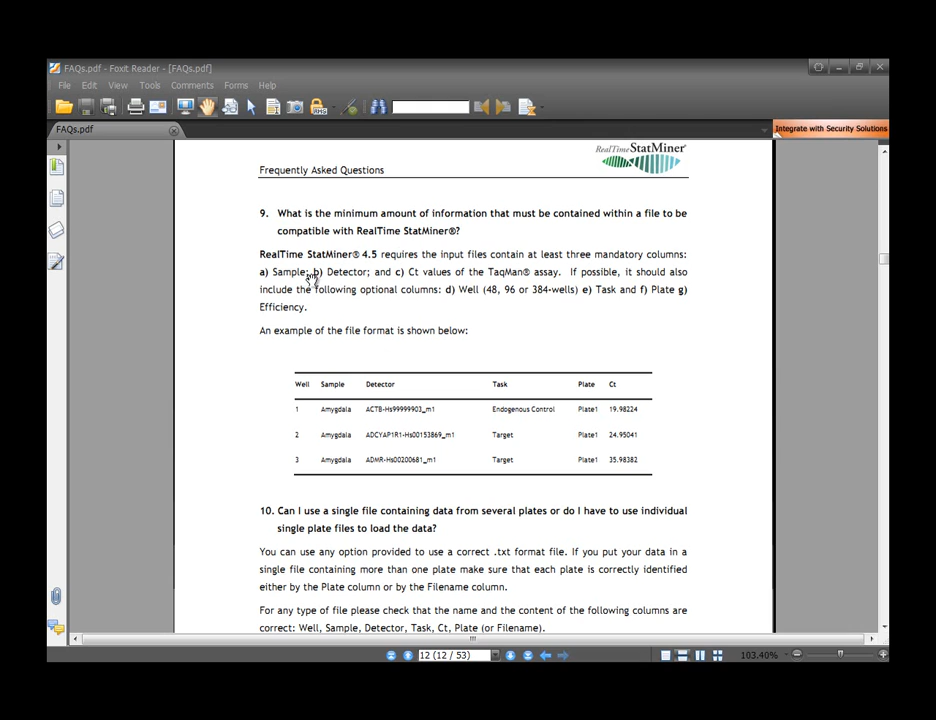 FAQs.pdf - Foxit Reader - [FAQs.pdf]
File Edit View Tools Comments Forms Help
FAQs.pdf
Integrate with Security Solutions
RealTime StatMiner®
Frequently Asked Questions
9. What is the minimum amount of information that must be contained within a file to be
compatible with RealTime StatMiner®?
RealTime StatMiner® 4.5 requires the input files contain at least three mandatory columns:
a) Sample; b) Detector; and c) Ct values of the TaqMan® assay. If possible, it should also
include the following optional columns: d) Well (48, 96 or 384-wells) e) Task and f) Plate g)
Efficiency.
An example of the file format is shown below:
Well Sample Detector Task Plate Ct
1 Amygdala ACTB-Hs99999903_m1 Endogenous Control Plate1 19.98224
2 Amygdala ADCYAP1R1-Hs00153869_m1 Target Plate1 24.95041
3 Amygdala ADMR-Hs00200681_m1 Target Plate1 35.98382
10. Can I use a single file containing data from several plates or do I have to use individual
single plate files to load the data?
You can use any option provided to use a correct .txt format file. If you put your data in a
single file containing more than one plate make sure that each plate is correctly identified
either by the Plate column or by the Filename column.
For any type of file please check that the name and the content of the following columns are
correct: Well, Sample, Detector, Task, Ct, Plate (or Filename).
12 (12 / 53)
103.40%